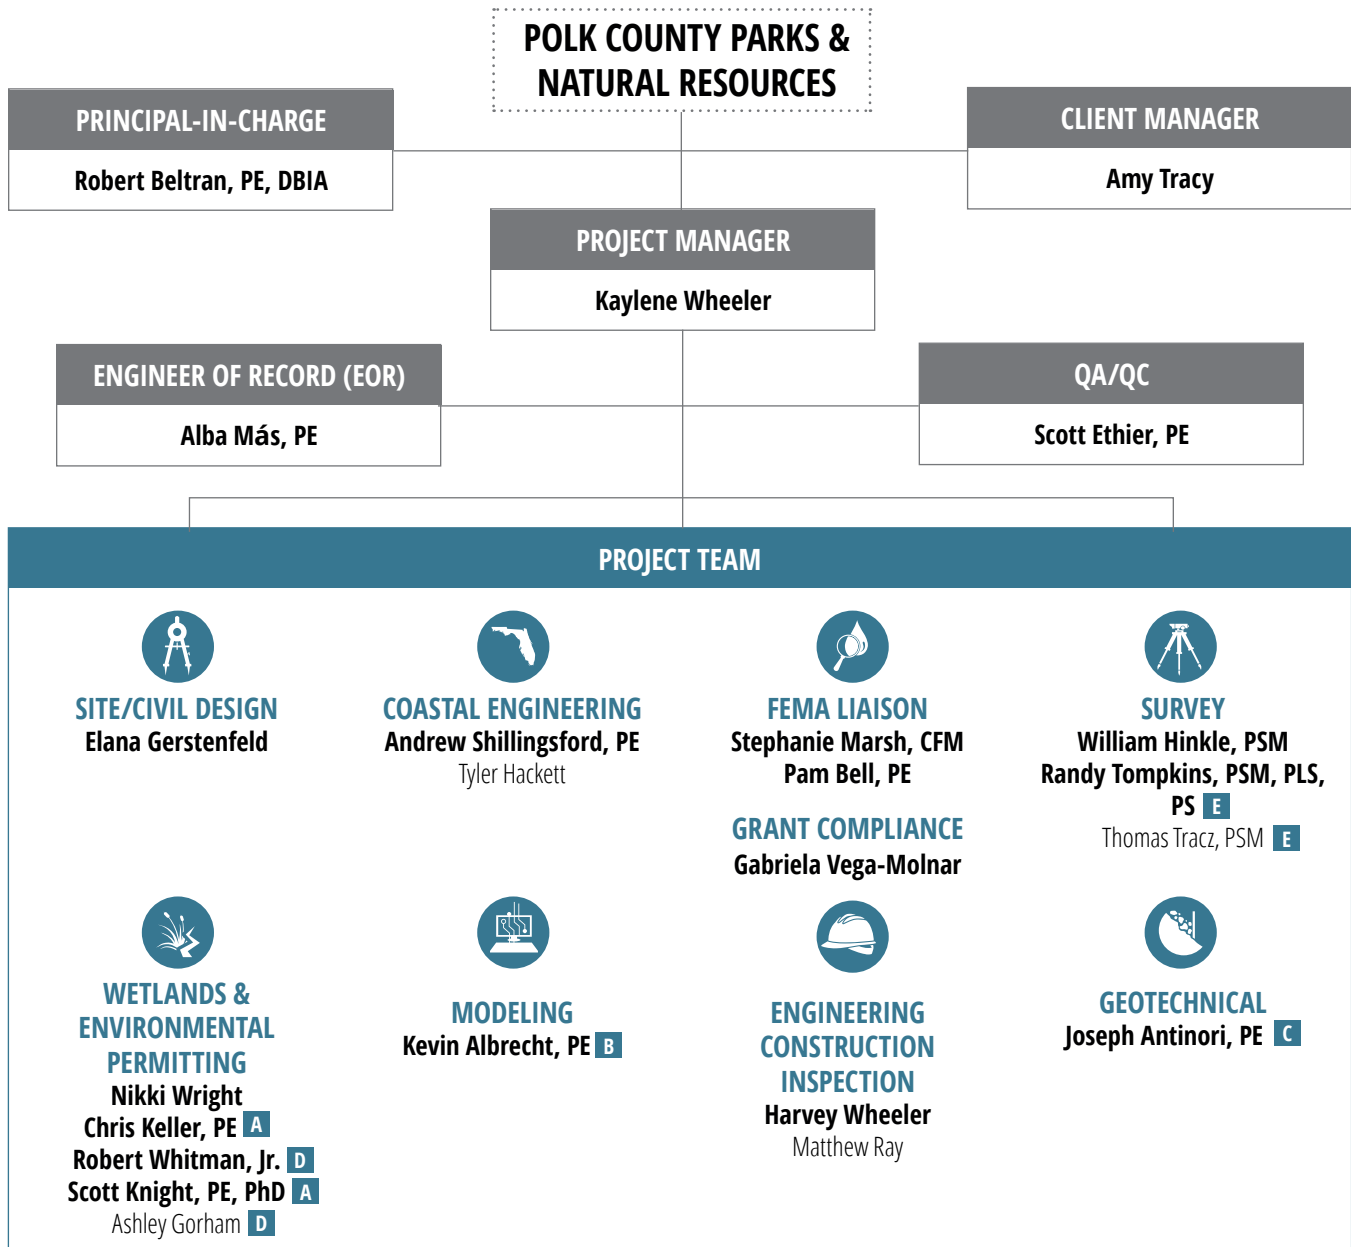 POLK COUNTY PARKS &
NATURAL RESOURCES
PRINCIPAL-IN-CHARGE
Robert Beltran, PE, DBIA
CLIENT MANAGER
Amy Tracy
PROJECT MANAGER
Kaylene Wheeler
ENGINEER OF RECORD (EOR)
Alba Más, PE
QA/QC
Scott Ethier, PE
PROJECT TEAM
SITE/CIVIL DESIGN
Elana Gerstenfeld
COASTAL ENGINEERING
Andrew Shillingsford, PE
Tyler Hackett
FEMA LIAISON
Stephanie Marsh, CFM
Pam Bell, PE
GRANT COMPLIANCE
Gabriela Vega-Molnar
SURVEY
William Hinkle, PSM
Randy Tompkins, PSM, PLS,
PS E
Thomas Tracz, PSM E
WETLANDS &
ENVIRONMENTAL
PERMITTING
Nikki Wright
Chris Keller, PE A
Robert Whitman, Jr. D
Scott Knight, PE, PhD A
Ashley Gorham D
MODELING
Kevin Albrecht, PE B
ENGINEERING
CONSTRUCTION
INSPECTION
Harvey Wheeler
Matthew Ray
GEOTECHNICAL
Joseph Antinori, PE C